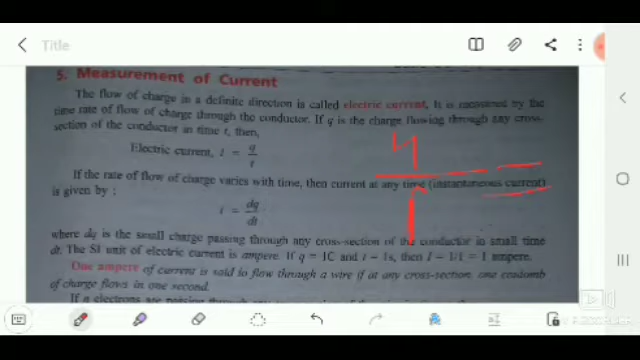 Title
5. Measurement of Current
The flow of charge in a definite direction is called electric current. It is measured by the
time rate of flow of charge through the conductor. If q is the charge flowing through any cross-
section of the conductor in time t, then,
Electric current, I = q/t
If the rate of flow of charge varies with time, then current at any time (instantaneous current)
is given by :
i = dq/dt
where dq is the small charge passing through any cross-section of the conductor in small time
dt. The SI unit of electric current is ampere. If q = 1C and t = 1s, then I = 1/1 = 1 ampere.
One ampere of current is said to flow through a wire if at any cross-section, one coulomb
of charge flows in one second.
If n electrons are passing through any